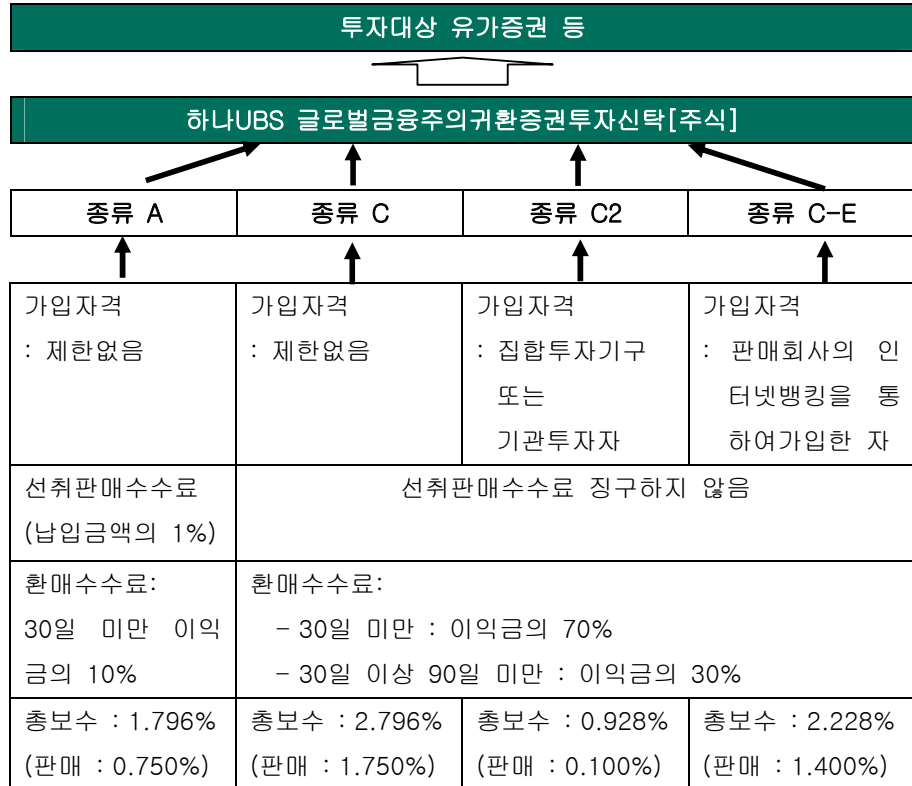 투자대상 유가증권 등
하나UBS 글로벌금융주의귀환증권투자신탁[주식]
종류 A
종류 C
종류 C2
종류 C-E
가입자격
: 제한없음
가입자격
: 제한없음
가입자격
: 집합투자기구
또는
기관투자자
가입자격
: 판매회사의 인
터넷뱅킹을 통
하여가입한 자
선취판매수수료
(납입금액의 1%)
선취판매수수료 징구하지 않음
환매수수료:
30일 미만 이익
금의 10%
환매수수료:
- 30일 미만 : 이익금의 70%
- 30일 이상 90일 미만 : 이익금의 30%
총보수 : 1.796%
(판매 : 0.750%)
총보수 : 2.796%
(판매 : 1.750%)
총보수 : 0.928%
(판매 : 0.100%)
총보수 : 2.228%
(판매 : 1.400%)